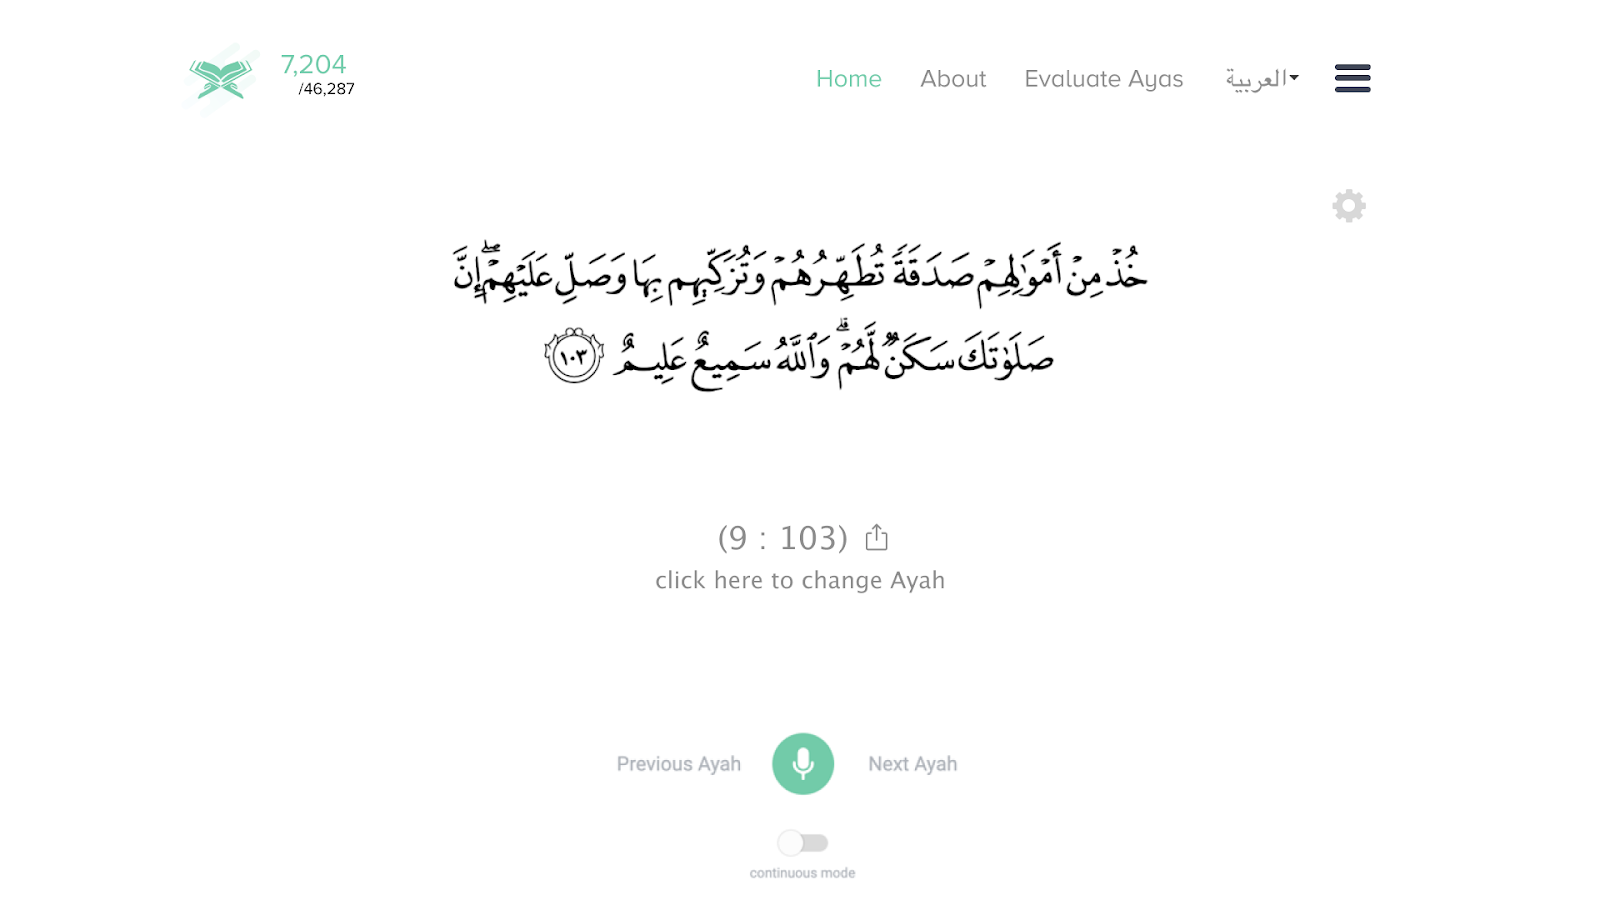 7,204
/46,287
Home
About
Evaluate Ayas
العربية
خُذْ مِنْ أَمْوَٰلِهِمْ صَدَقَةً تُطَهِّرُهُمْ وَتُزَكِّيهِم بِهَا وَصَلِّ عَلَيْهِمْ ۖ إِنَّ
صَلَوٰتَكَ سَكَنٌ لَّهُمْ ۗ وَٱللَّهُ سَمِيعٌ عَلِيمٌ ١٠٣
(9 : 103)
click here to change Ayah
Previous Ayah
Next Ayah
continuous mode